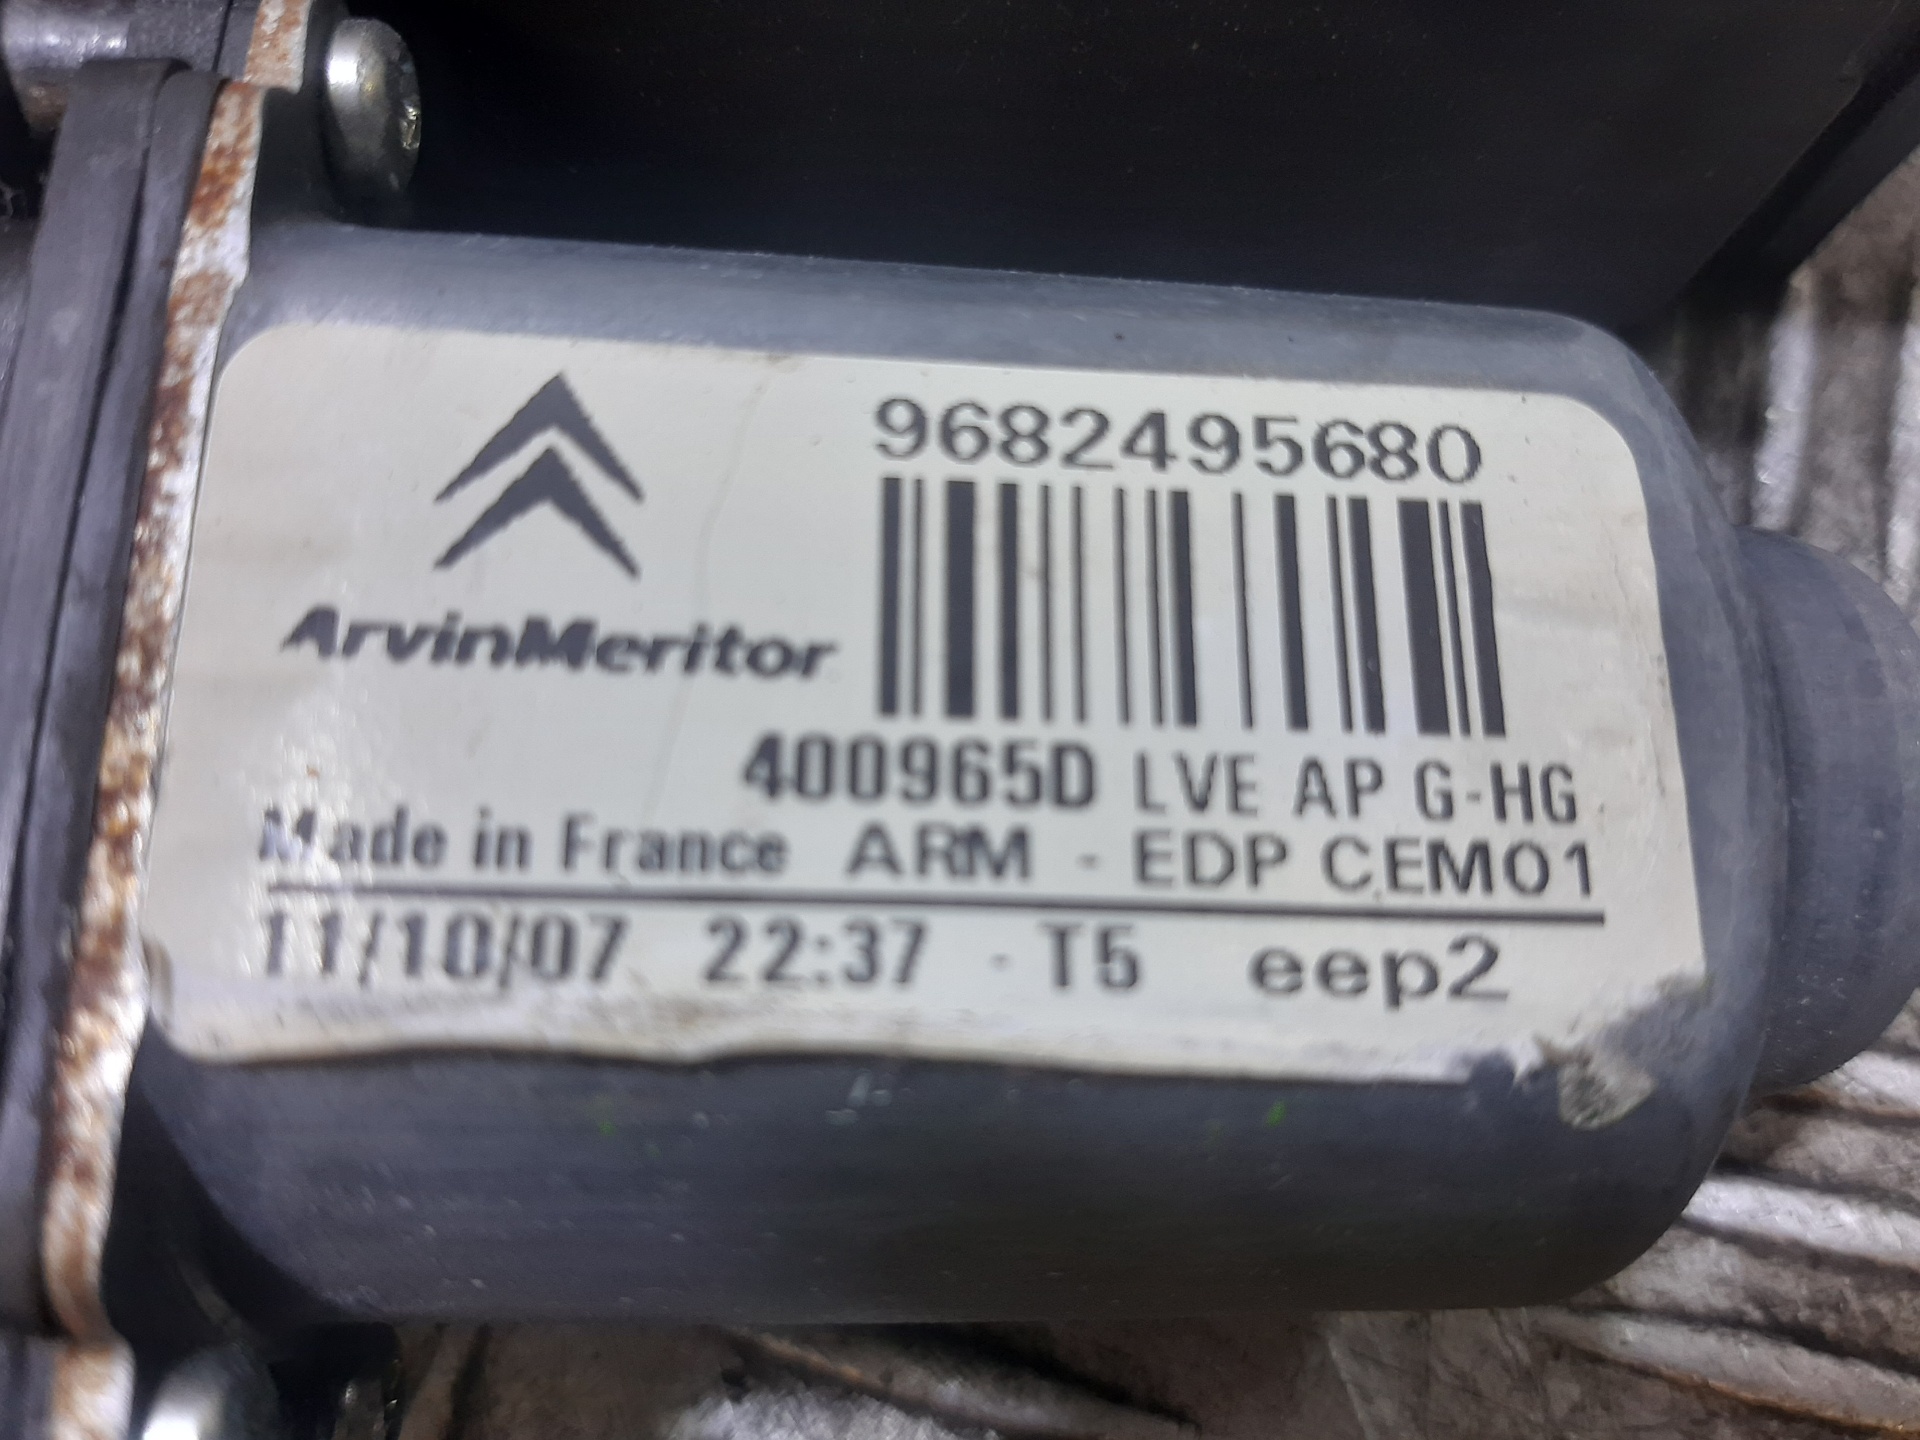 9682495680
ArvinMeritor
400965D LVE AP G-HG
Made in France ARM - EDP CEM01
11/10/07 22:37 - T5 eep2